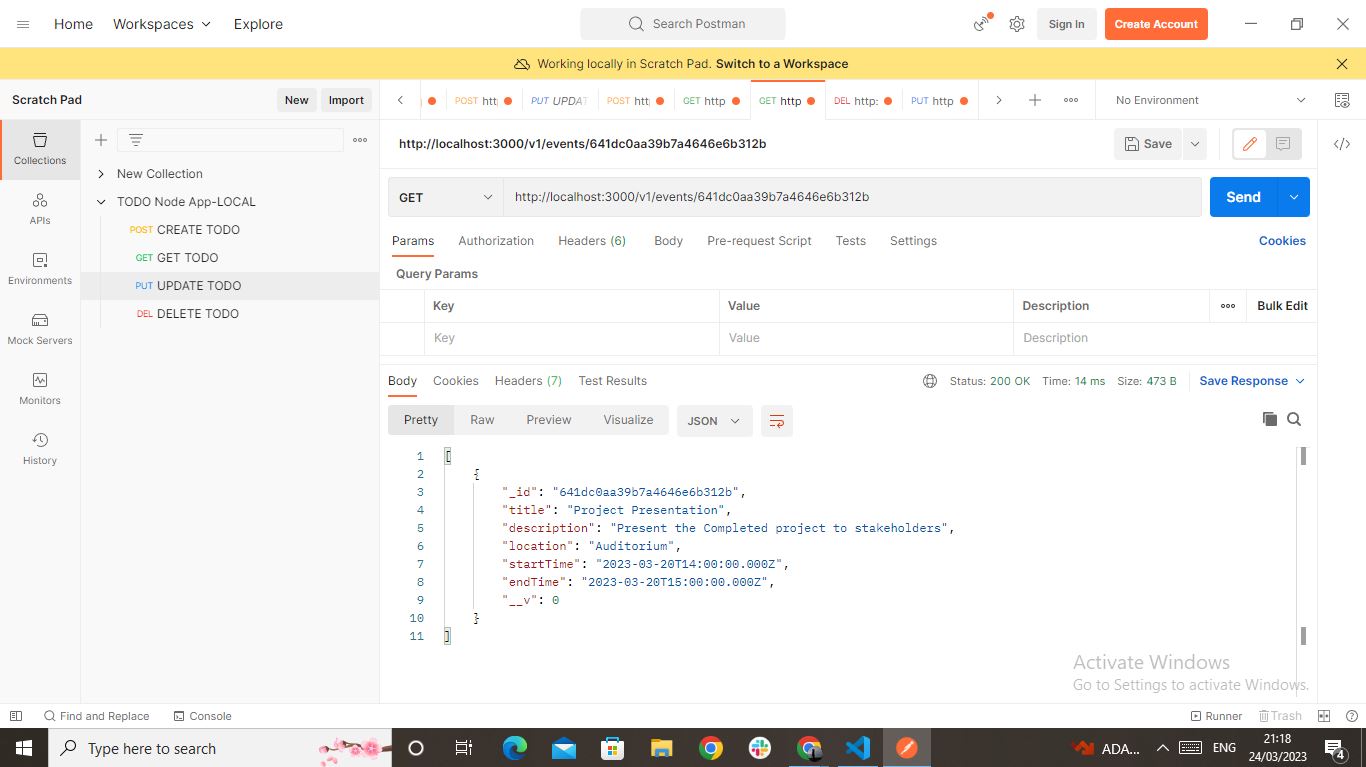 Home Workspaces Explore Search Postman Sign In Create Account
Working locally in Scratch Pad. Switch to a Workspace
Scratch Pad New Import POST PUT UPDA POST GET http GET http DEL http: PUT http No Environment
Collections
APIs
Environments
Mock Servers
Monitors
History
New Collection
TODO Node App-LOCAL
POST CREATE TODO
GET GET TODO
PUT UPDATE TODO
DEL DELETE TODO
http://localhost:3000/v1/events/641dc0aa39b7a4646e6b312b Save
GET http://localhost:3000/v1/events/641dc0aa39b7a4646e6b312b Send
Params Authorization Headers (6) Body Pre-request Script Tests Settings Cookies
Query Params
Key Value Description Bulk Edit
Key Value Description
Body Cookies Headers (7) Test Results Status: 200 OK Time: 14 ms Size: 473 B Save Response
Pretty Raw Preview Visualize JSON
1 [
2 {
3 "_id": "641dc0aa39b7a4646e6b312b",
4 "title": "Project Presentation",
5 "description": "Present the Completed project to stakeholders",
6 "location": "Auditorium",
7 "startTime": "2023-03-20T14:00:00.000Z",
8 "endTime": "2023-03-20T15:00:00.000Z",
9 "__v": 0
10 }
11 ]
Activate Windows
Go to Settings to activate Windows.
Find and Replace Console Runner Trash
Type here to search ADA... ENG 21:18
24/03/2023 4